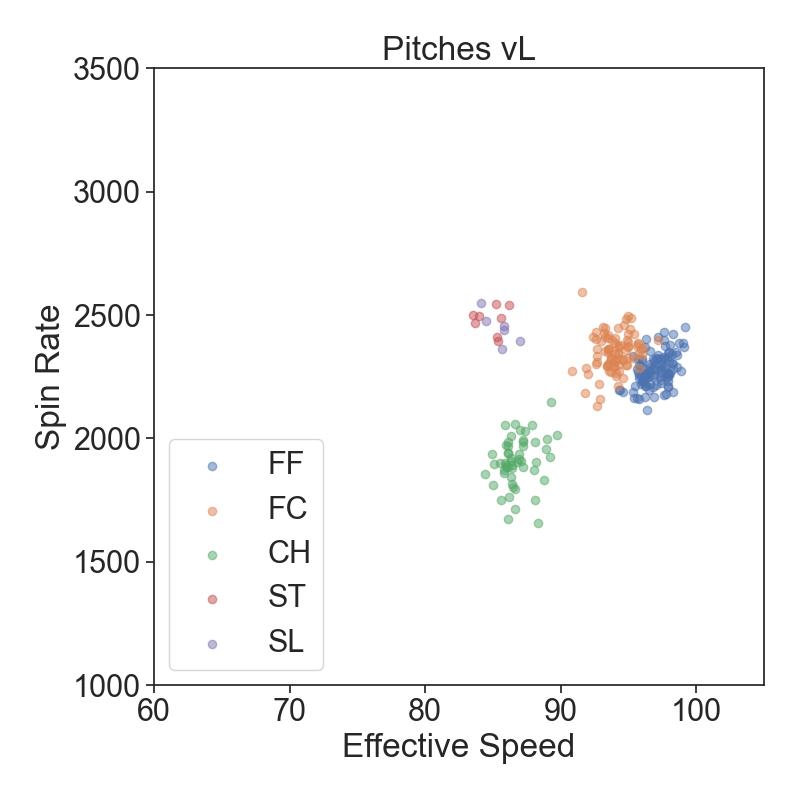 Pitches vL
3500
3000
2500
2000
1500
1000
Spin Rate
FF
FC
CH
ST
SL
60 70 80 90 100
Effective Speed